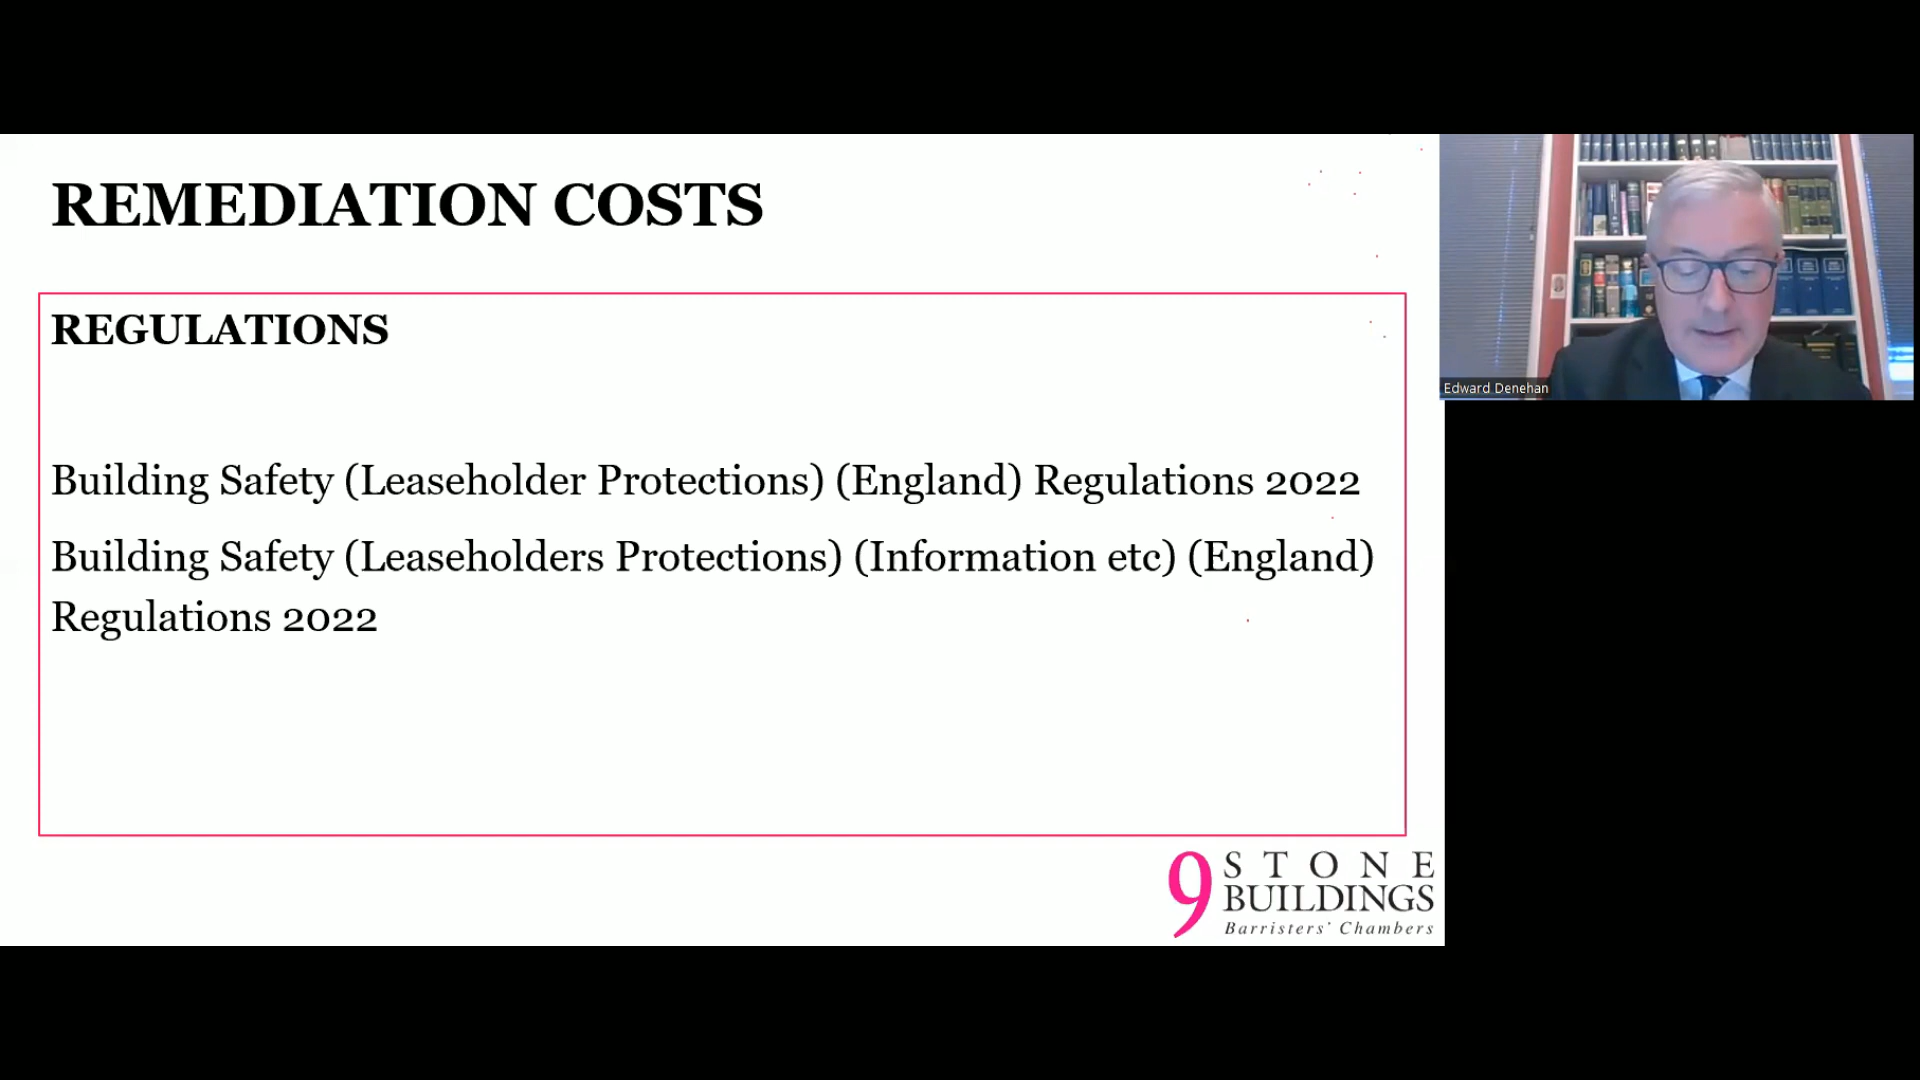 REMEDIATION COSTS
REGULATIONS
Building Safety (Leaseholder Protections) (England) Regulations 2022
Building Safety (Leaseholders Protections) (Information etc) (England)
Regulations 2022
Edward Denehan
9 STONE
BUILDINGS
Barristers' Chambers